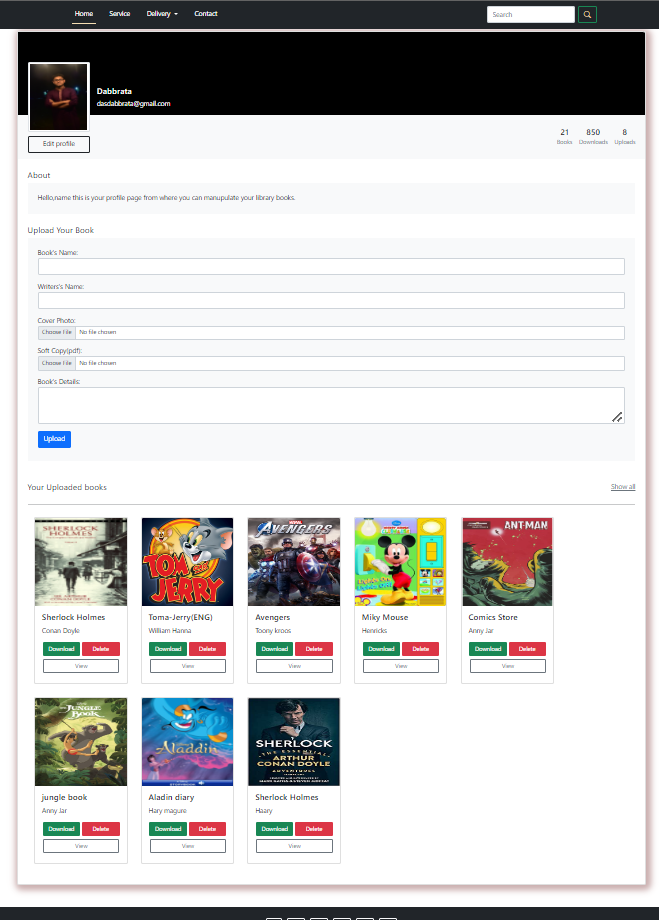 Home Service Delivery Contact Search
Dabbrata
dasdabbrata@gmail.com
Edit profile
21 850 8
Books Downloads Uploads
About
Hello,name this is your profile page from where you can manupulate your library books.
Upload Your Book
Book's Name:
Writers's Name:
Cover Photo:
Choose File No file chosen
Soft Copy(pdf):
Choose File No file chosen
Book's Details:
Upload
Your Uploaded books Show all
SHERLOCK HOLMES
TOM
JERRY
MARVEL
AVENGERS
ANT-MAN
Sherlock Holmes Toma-Jerry(ENG) Avengers Miky Mouse Comics Store
Conan Doyle William Hanna Toony kroos Henricks Anny Jar
Download Delete Download Delete Download Delete Download Delete Download Delete
View View View View View
JUNGLE BOOK
Aladdin
SHERLOCK
THE ESSENTIAL
ARTHUR
CONAN DOYLE
ADVENTURES
jungle book Aladin diary Sherlock Holmes
Anny Jar Hary magure Haary
Download Delete Download Delete Download Delete
View View View